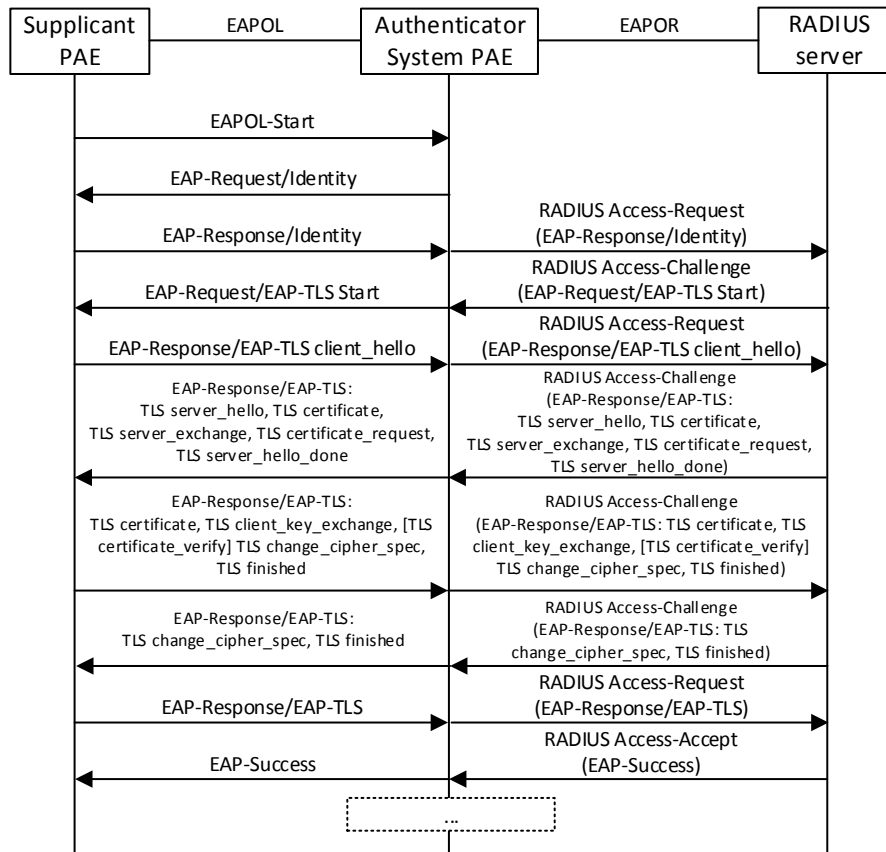 Supplicant
PAE
EAPOL
Authenticator
System PAE
EAPOR
RADIUS
server
EAPOL-Start
EAP-Request/Identity
EAP-Response/Identity
RADIUS Access-Request
(EAP-Response/Identity)
EAP-Request/EAP-TLS Start
RADIUS Access-Challenge
(EAP-Request/EAP-TLS Start)
EAP-Response/EAP-TLS client_hello
RADIUS Access-Request
(EAP-Response/EAP-TLS client_hello)
EAP-Response/EAP-TLS:
TLS server_hello, TLS certificate,
TLS server_exchange, TLS certificate_request,
TLS server_hello_done
RADIUS Access-Challenge
(EAP-Response/EAP-TLS:
TLS server_hello, TLS certificate,
TLS server_exchange, TLS certificate_request,
TLS server_hello_done)
EAP-Response/EAP-TLS:
TLS certificate, TLS client_key_exchange, [TLS
certificate_verify] TLS change_cipher_spec,
TLS finished
RADIUS Access-Challenge
(EAP-Response/EAP-TLS: TLS certificate, TLS
client_key_exchange, [TLS certificate_verify]
TLS change_cipher_spec, TLS finished)
EAP-Response/EAP-TLS:
TLS change_cipher_spec, TLS finished
RADIUS Access-Challenge
(EAP-Response/EAP-TLS: TLS
change_cipher_spec, TLS finished)
EAP-Response/EAP-TLS
RADIUS Access-Request
(EAP-Response/EAP-TLS)
EAP-Success
RADIUS Access-Accept
(EAP-Success)
...